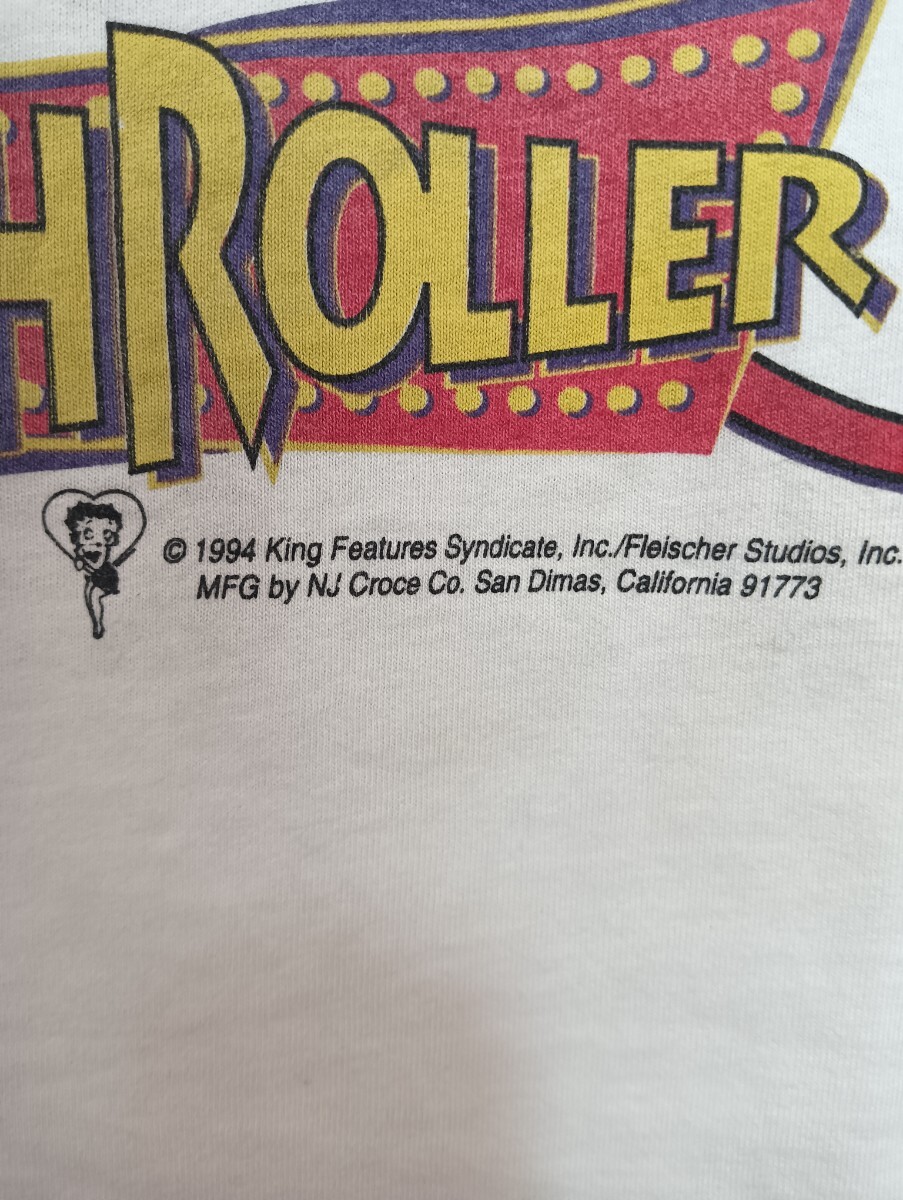 HROLLER
© 1994 King Features Syndicate, Inc./Fleischer Studios, Inc.
MFG by NJ Croce Co. San Dimas, California 91773